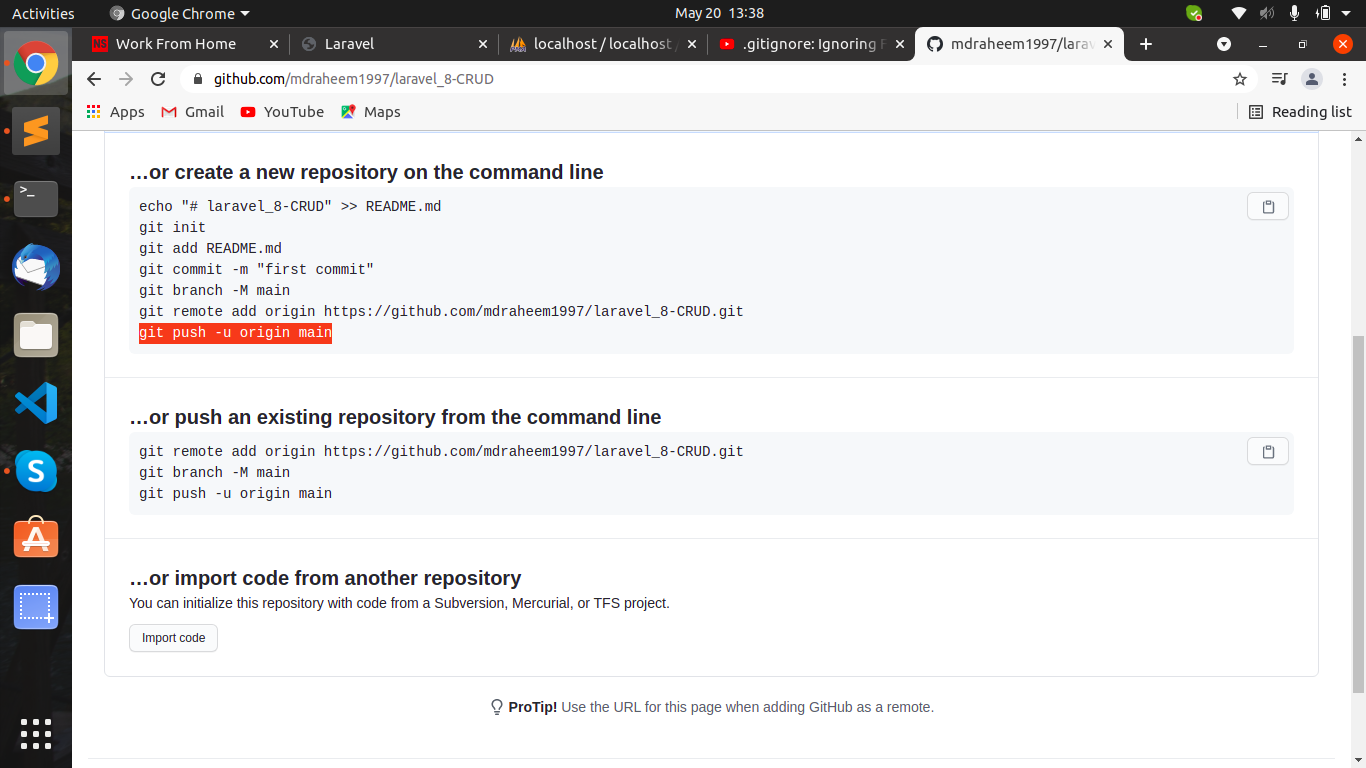 Activities
Google Chrome
May 20 13:38
NS Work From Home
Laravel
localhost / localhost /
.gitignore: Ignoring F
mdraheem1997/larav
github.com/mdraheem1997/laravel_8-CRUD
Apps
Gmail
YouTube
Maps
Reading list
…or create a new repository on the command line
echo "# laravel_8-CRUD" >> README.md
git init
git add README.md
git commit -m "first commit"
git branch -M main
git remote add origin https://github.com/mdraheem1997/laravel_8-CRUD.git
git push -u origin main
…or push an existing repository from the command line
git remote add origin https://github.com/mdraheem1997/laravel_8-CRUD.git
git branch -M main
git push -u origin main
…or import code from another repository
You can initialize this repository with code from a Subversion, Mercurial, or TFS project.
Import code
ProTip! Use the URL for this page when adding GitHub as a remote.